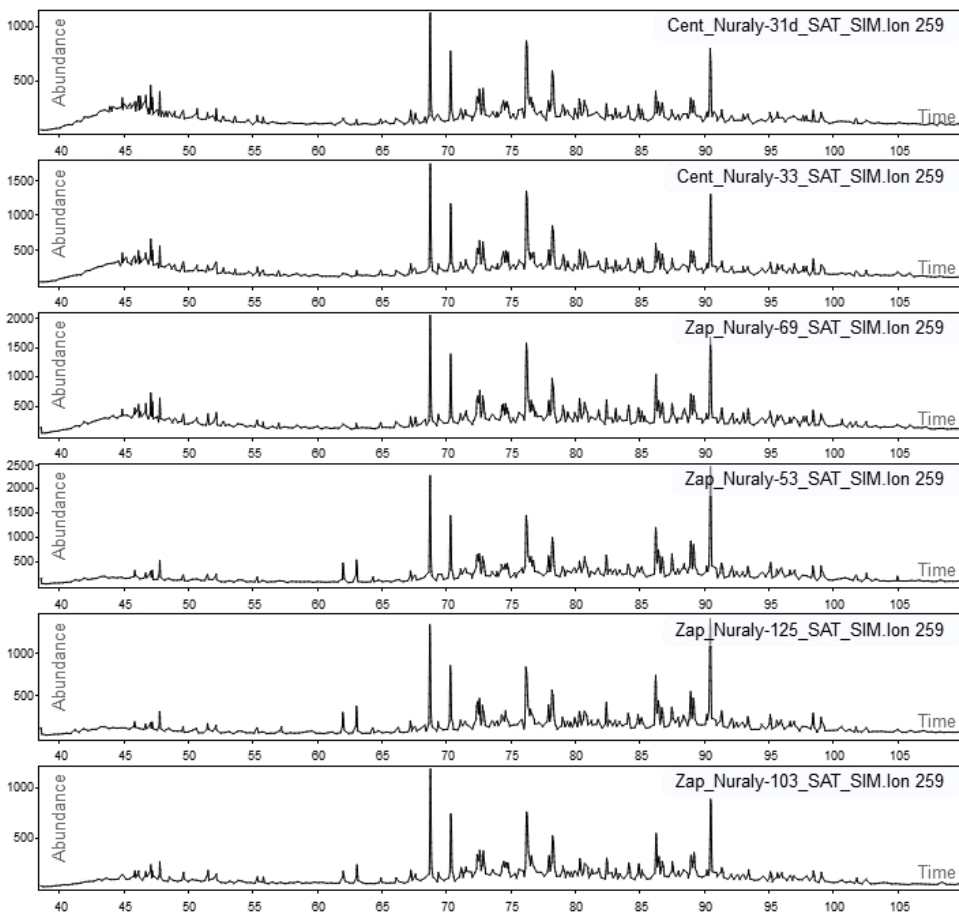 Cent_Nuraly-31d_SAT_SIM.Ion 259
Abundance
1000
500
Time
40 45 50 55 60 65 70 75 80 85 90 95 100 105
Cent_Nuraly-33_SAT_SIM.Ion 259
Abundance
1500
1000
500
Time
40 45 50 55 60 65 70 75 80 85 90 95 100 105
Zap_Nuraly-69_SAT_SIM.Ion 259
Abundance
2000
1500
1000
500
Time
40 45 50 55 60 65 70 75 80 85 90 95 100 105
Zap_Nuraly-53_SAT_SIM.Ion 259
Abundance
2500
2000
1500
1000
500
Time
40 45 50 55 60 65 70 75 80 85 90 95 100 105
Zap_Nuraly-125_SAT_SIM.Ion 259
Abundance
1000
500
Time
40 45 50 55 60 65 70 75 80 85 90 95 100 105
Zap_Nuraly-103_SAT_SIM.Ion 259
Abundance
1000
500
Time
40 45 50 55 60 65 70 75 80 85 90 95 100 105